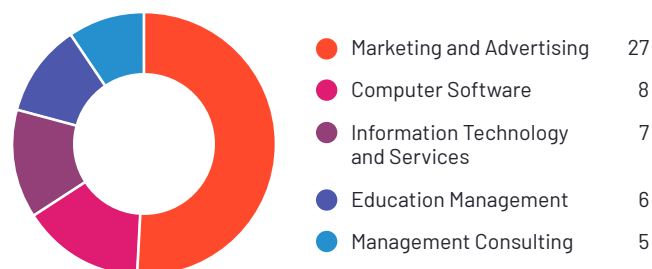 Marketing and Advertising 27
Computer Software 8
Information Technology 7
and Services
Education Management 6
Management Consulting 5